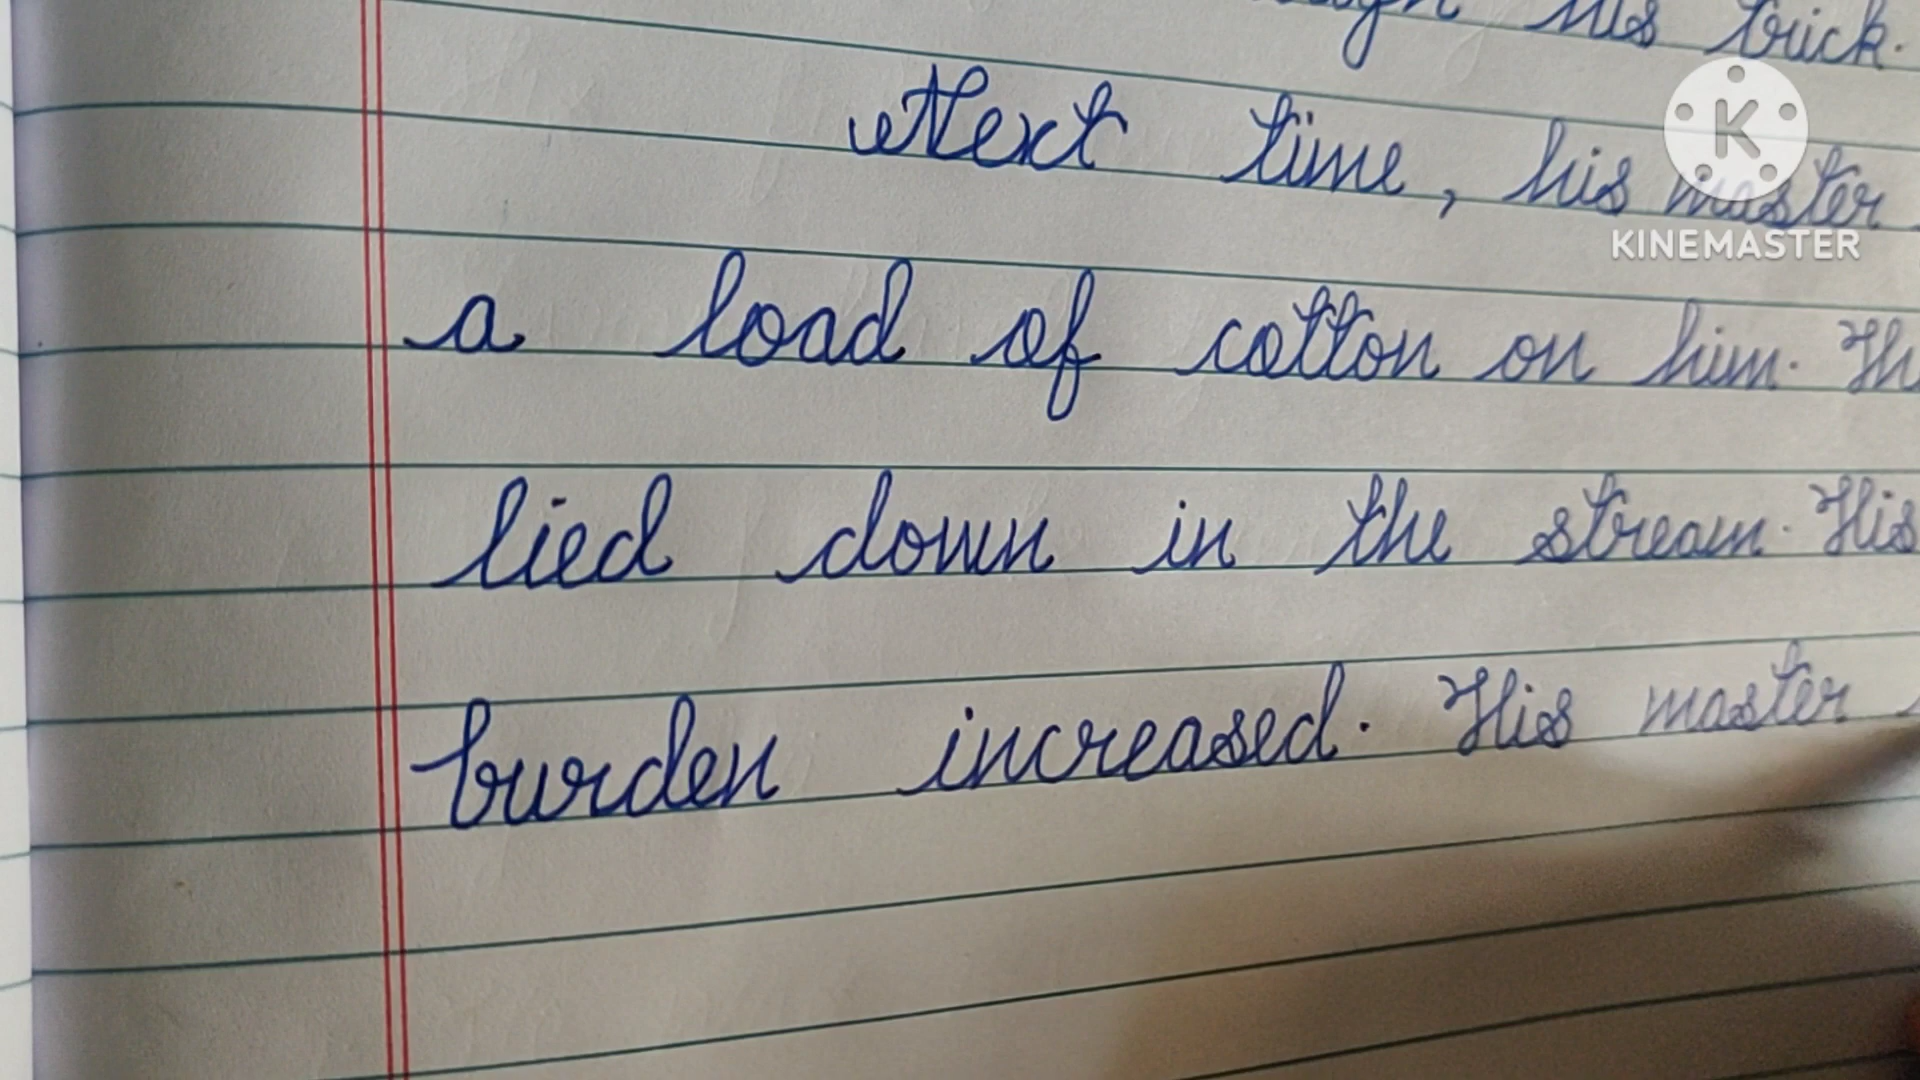 his trick.
Next time, his master
a load of cotton on him. Th
lied down in the stream. His
burden increased. His master
KINEMASTER